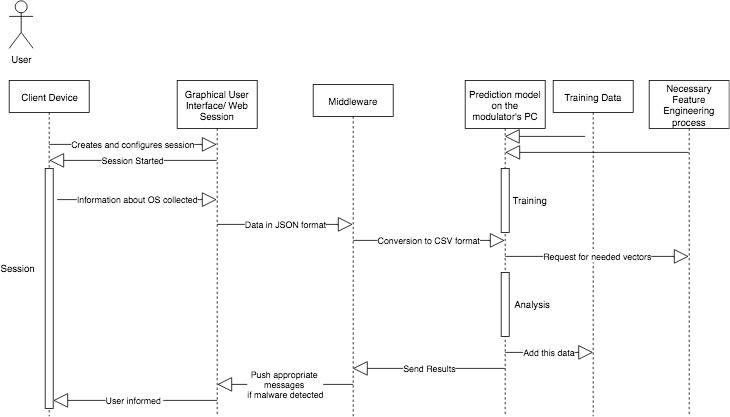 User
Client Device
Graphical User
Interface/ Web
Session
Middleware
Prediction model
on the
modulator's PC
Training Data
Necessary
Feature
Engineering
process
Creates and configures session
Session Started
Information about OS collected
Training
Data in JSON format
Conversion to CSV format
Request for needed vectors
Session
Analysis
Add this data
Send Results
Push appropriate
messages
if malware detected
User informed